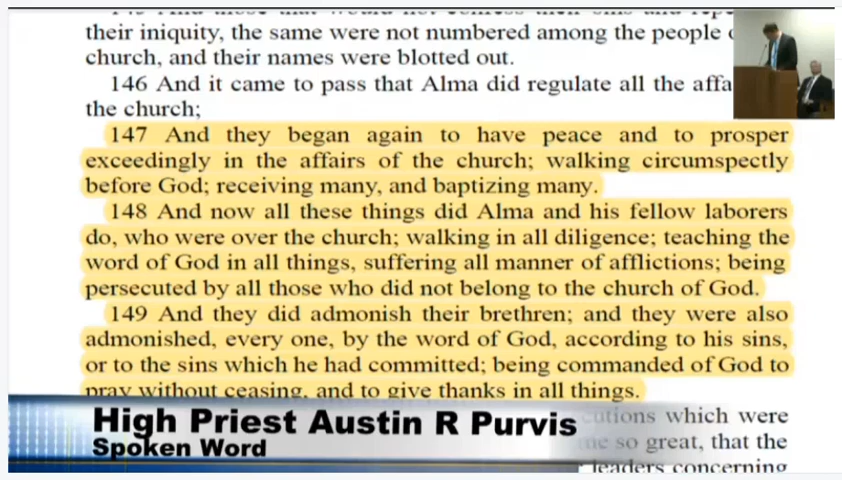 their iniquity, the same were not numbered among the people
church, and their names were blotted out.
146 And it came to pass that Alma did regulate all the
the church;
147 And they began again to have peace and to prosper
exceedingly in the affairs of the church; walking circumspectly
before God; receiving many, and baptizing many.
148 And now all these things did Alma and his fellow laborers
do, who were over the church; walking in all diligence; teaching the
word of God in all things, suffering all manner of afflictions; being
persecuted by all those who did not belong to the church of God.
149 And they did admonish their brethren; and they were also
admonished, every one, by the word of God, according to his sins,
or to the sins which he had committed; being commanded of God to
pray without ceasing, and to give thanks in all things.
which were
so great, that the
leaders concerning
High Priest Austin R Purvis
Spoken Word